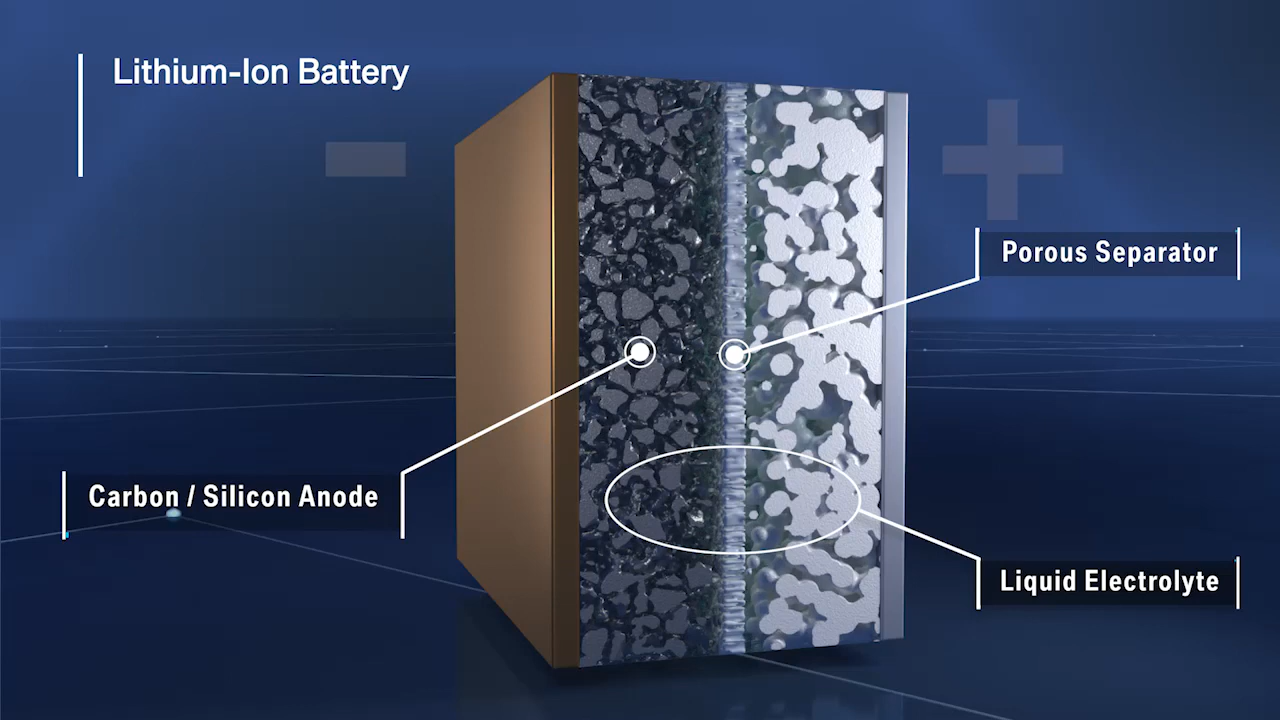 Lithium-Ion Battery
Porous Separator
Carbon / Silicon Anode
Liquid Electrolyte